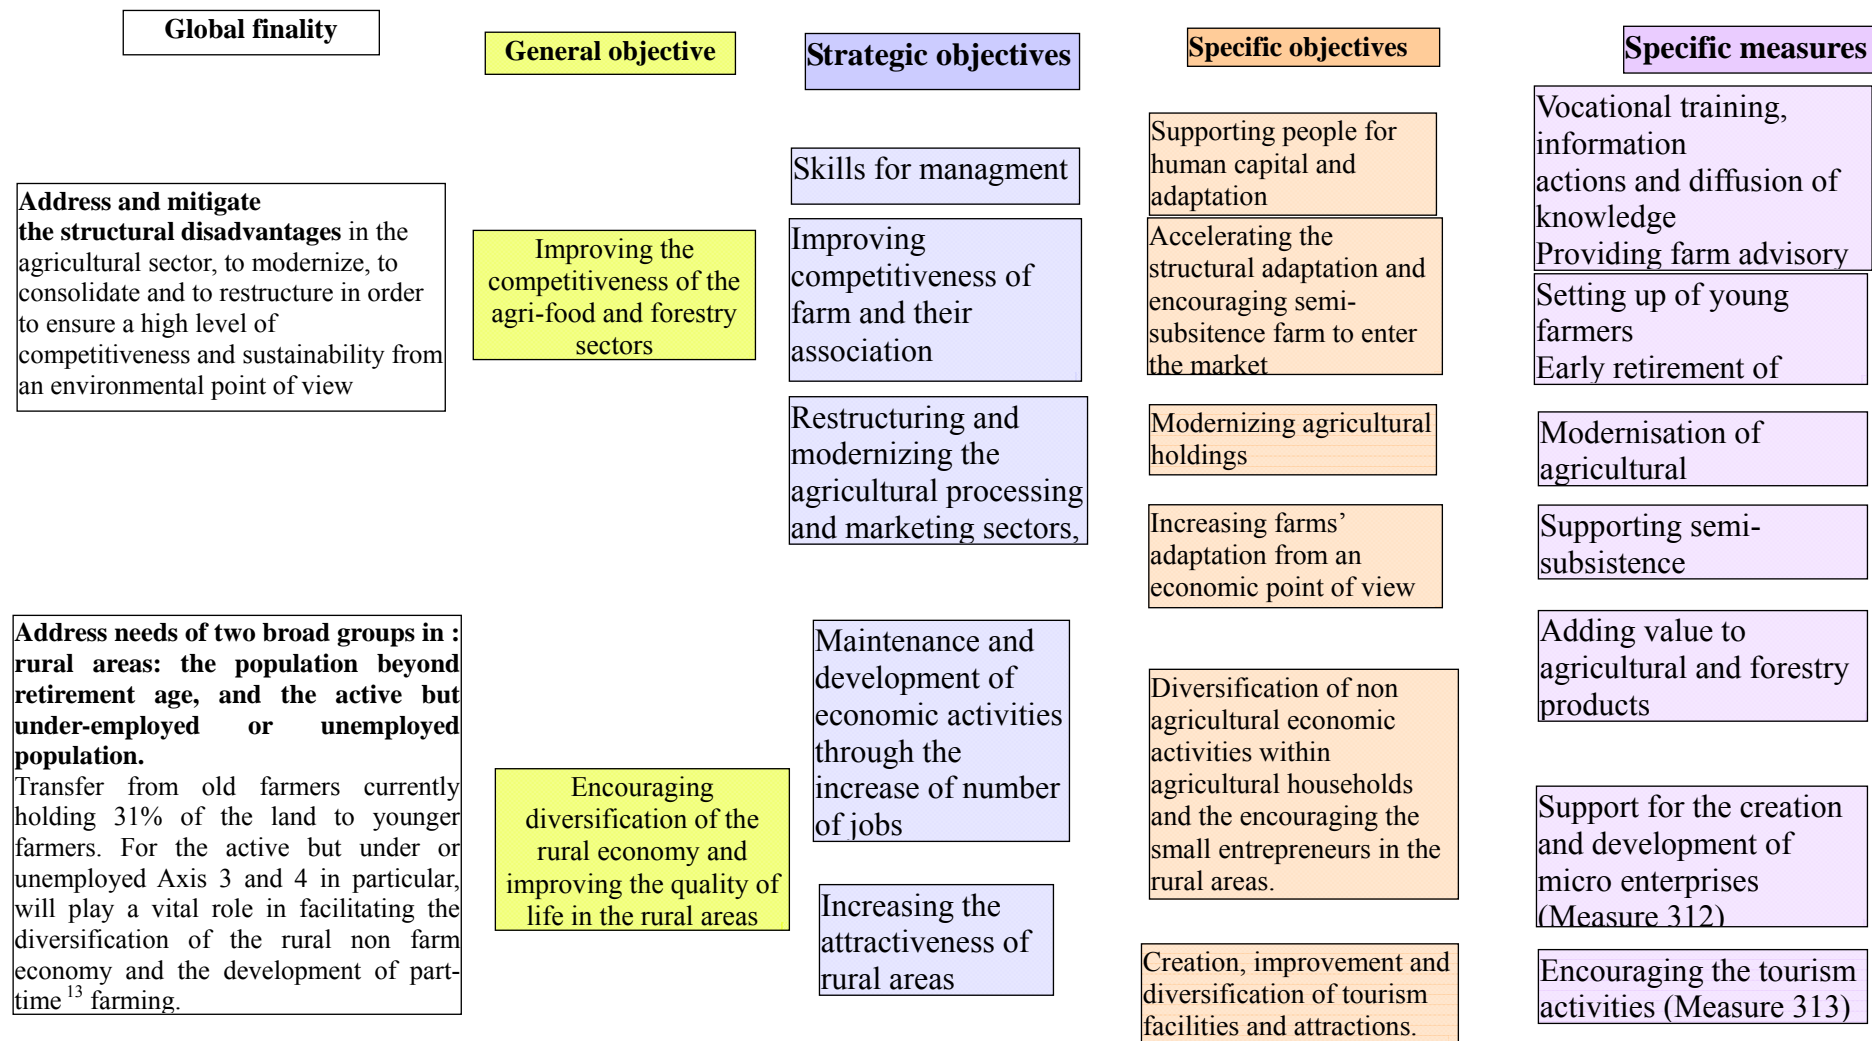 Global finality
General objective
Strategic objectives
Specific objectives
Specific measures
Address and mitigate
the structural disadvantages in the
agricultural sector, to modernize, to
consolidate and to restructure in order
to ensure a high level of
competitiveness and sustainability from
an environmental point of view
Address needs of two broad groups in :
rural areas: the population beyond
retirement age, and the active but
under-employed or unemployed
population.
Transfer from old farmers currently
holding 31% of the land to younger
farmers. For the active but under or
unemployed Axis 3 and 4 in particular,
will play a vital role in facilitating the
diversification of the rural non farm
economy and the development of part-
time 13 farming.
Improving the
competitiveness of the
agri-food and forestry
sectors
Encouraging
diversification of the
rural economy and
improving the quality of
life in the rural areas
Skills for managment
Improving
competitiveness of
farm and their
association
Restructuring and
modernizing the
agricultural processing
and marketing sectors,
Maintenance and
development of
economic activities
through the
increase of number
of jobs
Increasing the
attractiveness of
rural areas
Supporting people for
human capital and
adaptation
Accelerating the
structural adaptation and
encouraging semi-
subsitence farm to enter
the market
Modernizing agricultural
holdings
Increasing farms’
adaptation from an
economic point of view
Diversification of non
agricultural economic
activities within
agricultural households
and the encouraging the
small entrepreneurs in the
rural areas.
Creation, improvement and
diversification of tourism
facilities and attractions.
Vocational training,
information
actions and diffusion of
knowledge
Providing farm advisory
Setting up of young
farmers
Early retirement of
Modernisation of
agricultural
Supporting semi-
subsistence
Adding value to
agricultural and forestry
products
Support for the creation
and development of
micro enterprises
(Measure 312)
Encouraging the tourism
activities (Measure 313)